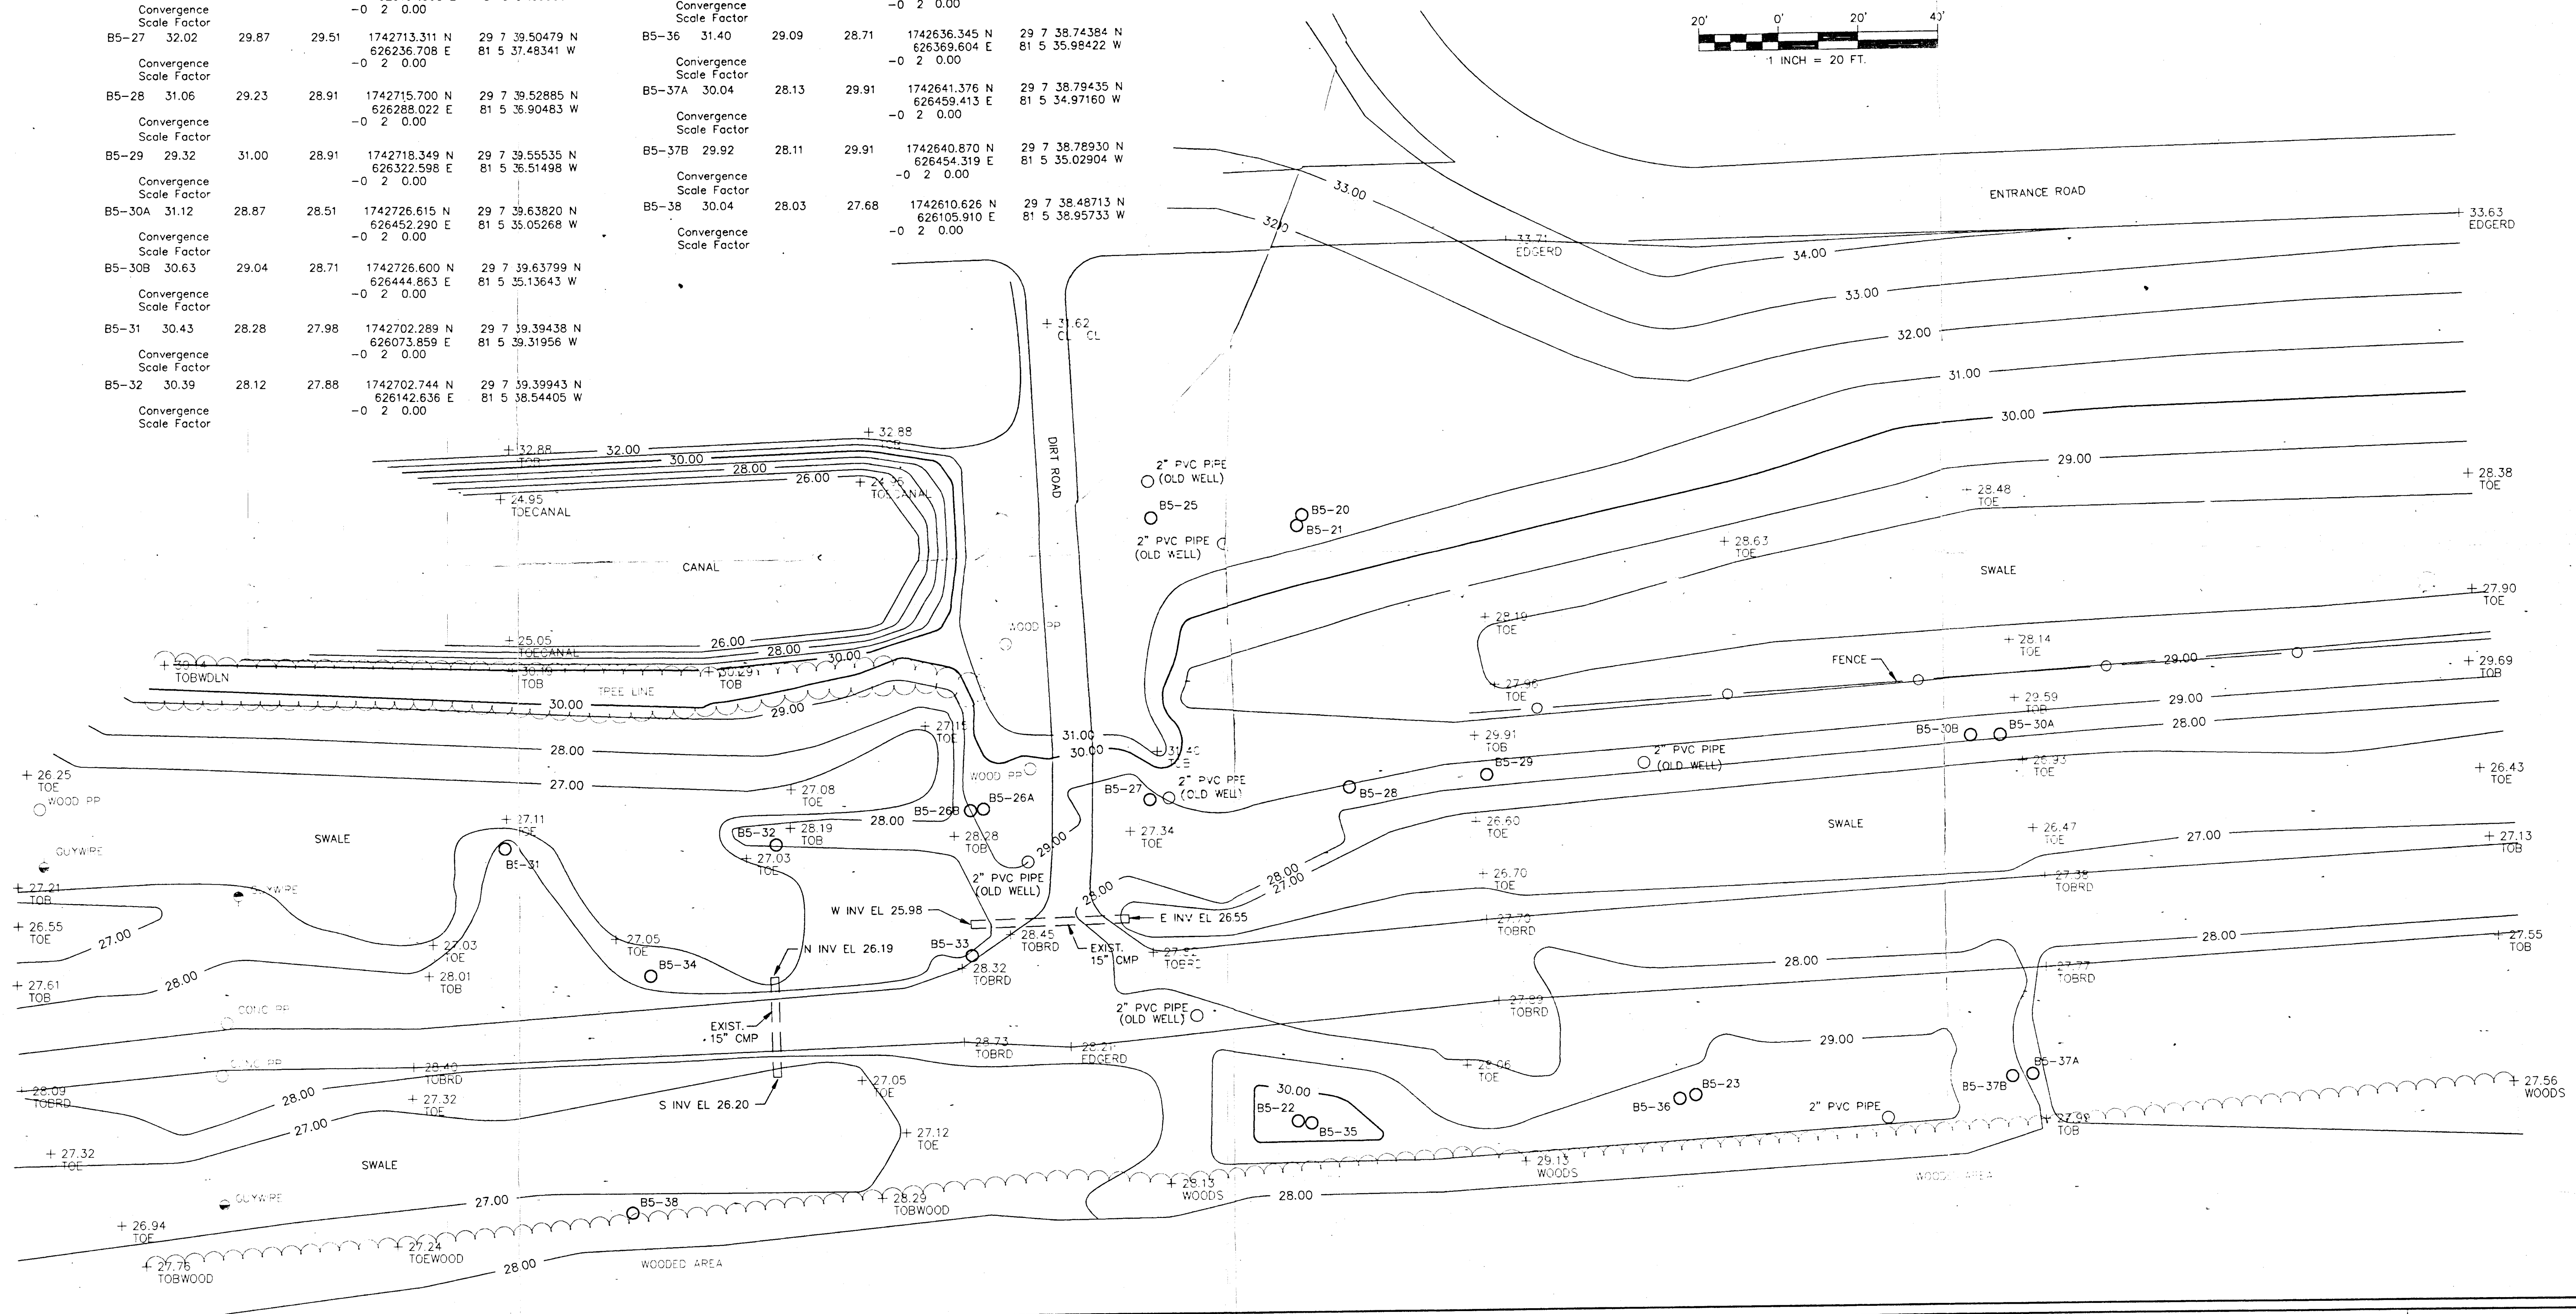 Convergence -0 2 0.00
Scale Factor
B5-27 32.02 29.87 29.51 1742713.311 N 29 7 39.50479 N
626236.708 E 81 5 37.48341 W
Convergence -0 2 0.00
Scale Factor
B5-28 31.06 29.23 28.91 1742715.700 N 29 7 39.52885 N
626288.022 E 81 5 36.90483 W
Convergence -0 2 0.00
Scale Factor
B5-29 29.32 31.00 28.91 1742718.349 N 29 7 39.55535 N
626322.598 E 81 5 36.51498 W
Convergence -0 2 0.00
Scale Factor
B5-30A 31.12 28.87 28.51 1742726.615 N 29 7 39.63820 N
626452.290 E 81 5 35.05268 W
Convergence -0 2 0.00
Scale Factor
B5-30B 30.63 29.04 28.71 1742726.600 N 29 7 39.63799 N
626444.863 E 81 5 35.13643 W
Convergence -0 2 0.00
Scale Factor
B5-31 30.43 28.28 27.98 1742702.289 N 29 7 39.39438 N
626073.859 E 81 5 39.31956 W
Convergence -0 2 0.00
Scale Factor
B5-32 30.39 28.12 27.88 1742702.744 N 29 7 39.39943 N
626142.636 E 81 5 38.54405 W
Convergence -0 2 0.00
Scale Factor
Convergence -0 2 0.00
Scale Factor
B5-36 31.40 29.09 28.71 1742636.345 N 29 7 38.74384 N
626369.604 E 81 5 35.98422 W
Convergence -0 2 0.00
Scale Factor
B5-37A 30.04 28.13 29.91 1742641.376 N 29 7 38.79435 N
626459.413 E 81 5 34.97160 W
Convergence -0 2 0.00
Scale Factor
B5-37B 29.92 28.11 29.91 1742640.870 N 29 7 38.78930 N
626454.319 E 81 5 35.02904 W
Convergence -0 2 0.00
Scale Factor
B5-38 30.04 28.03 27.68 1742610.626 N 29 7 38.48713 N
626105.910 E 81 5 38.95733 W
Convergence -0 2 0.00
Scale Factor
20' 0' 20' 40'
1 INCH = 20 FT.
33.00
ENTRANCE ROAD
33.63
EDGERD
33.71
EDGERD
34.00
33.00
32.00
31.00
30.00
29.00
31.62
CL CL
DIRT ROAD
32.88
TOB
32.88
TOB
32.00
30.00
28.00
26.00
24.95
TOECANAL
24.95
TOECANAL
CANAL
2" PVC PIPE
(OLD WELL)
B5-25
B5-20
B5-21
2" PVC PIPE
(OLD WELL)
28.38
TOE
28.48
TOE
28.63
TOE
SWALE
27.90
TOE
28.19
TOE
28.14
TOE
FENCE
29.00
29.69
TOB
27.96
TOE
29.59
TOB
29.00
28.00
WOOD PP
25.05
TOECANAL
26.00
28.00
30.00
TOBWDLN
30.19
TOB
30.29
TOB
TREE LINE
30.00
29.00
28.00
27.00
27.15
TOE
31.00
30.00
31.40
TOB
29.91
TOB
B5-30B
B5-30A
2" PVC PIPE
(OLD WELL)
26.93
TOE
26.43
TOE
B5-29
B5-28
2" PVC PIPE
(OLD WELL)
B5-27
WOOD PP
B5-26B
B5-26A
26.25
TOE
WOOD PP
27.08
TOE
27.11
TOE
SWALE
GUYWIRE
B5-31
B5-32
28.19
TOB
28.00
27.03
TOE
28.28
TOB
29.00
2" PVC PIPE
(OLD WELL)
27.34
TOE
26.60
TOE
SWALE
26.47
TOE
27.00
27.13
TOB
28.00
27.00
28.00
26.70
TOE
27.38
TOBRD
27.21
TOB
26.55
TOE
27.00
GUYWIRE
27.03
TOE
28.01
TOB
27.05
TOE
27.61
TOB
28.00
B5-34
W INV EL 25.98
E INV EL 26.55
N INV EL 26.19
B5-33
28.45
TOBRD
28.32
TOBRD
EXIST.
15" CMP
27.82
TOBRD
27.70
TOBRD
28.00
28.00
27.55
TOB
27.77
TOBRD
27.89
TOBRD
CONC PP
CONC PP
EXIST.
15" CMP
2" PVC PIPE
(OLD WELL)
28.73
TOBRD
28.21
EDGERD
28.06
TOE
29.00
28.09
TOBRD
28.00
28.40
TOBRD
27.32
TOE
27.00
S INV EL 26.20
27.05
TOE
27.12
TOE
30.00
B5-22
B5-35
B5-36
B5-23
2" PVC PIPE
B5-37B
B5-37A
27.56
WOODS
27.98
TOB
27.32
TOE
SWALE
GUYWIRE
27.00
B5-38
28.29
TOBWOOD
28.13
WOODS
29.13
WOODS
28.00
WOODED AREA
26.94
TOE
27.76
TOBWOOD
27.24
TOEWOOD
28.00
WOODED AREA